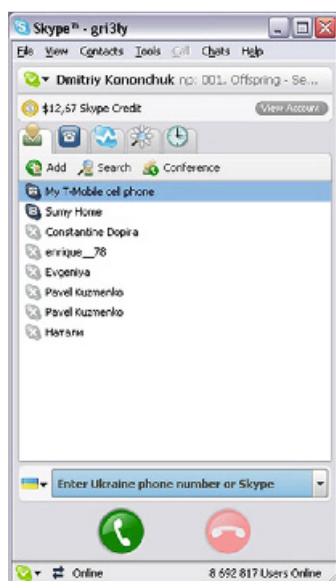 Skype™ - gri3ly
File View Contacts Tools Call Chats Help
Dmitriy Kononchuk np: 001. Offspring - Se...
$12,67 Skype Credit View Account
Add Search Conference
My T-Mobile cell phone
Sumy Home
Constantine Dopira
enrique__78
Evgeniya
Pavel Kuzmenko
Pavel Kuzmenko
Натали
Enter Ukraine phone number or Skype
Online 8 692 817 Users Online